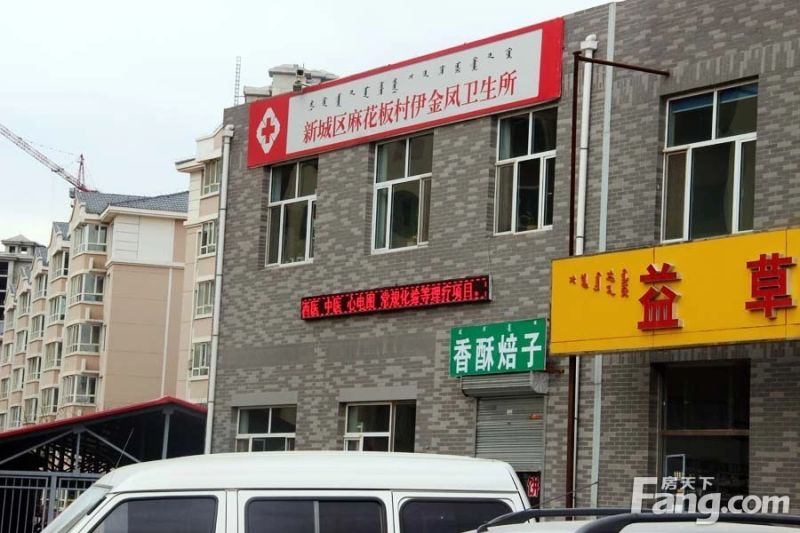 新城区麻花板村伊金凤卫生所
西医 中医 心电图 常规化验等理疗项目..
香酥焙子
益草
房天下
Fang.com